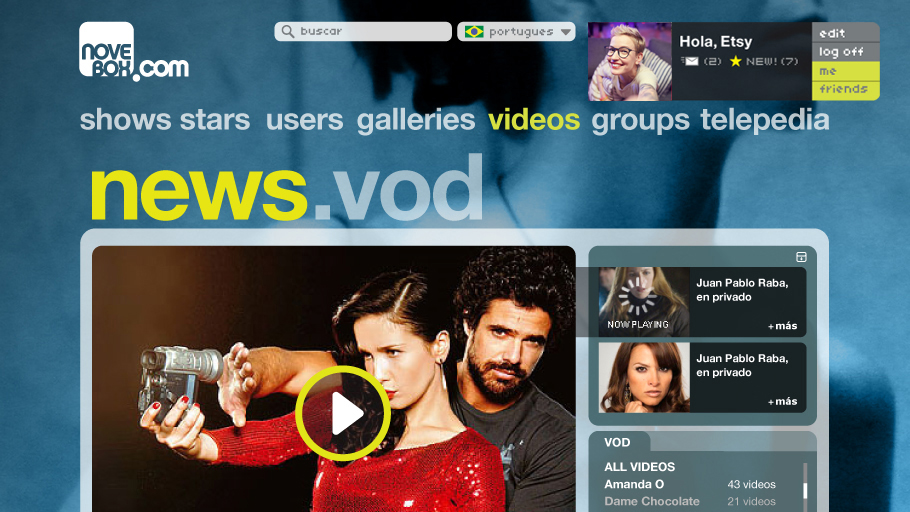 NOVE
BOX.com
buscar
portugues
Hola, Etsy
(2) NEW! (7)
edit
log off
me
friends
shows stars users galleries videos groups telepedia
news.vod
Juan Pablo Raba,
en privado
NOW PLAYING
+más
Juan Pablo Raba,
en privado
+más
VOD
ALL VIDEOS
Amanda O 43 videos
Dame Chocolate 21 videos